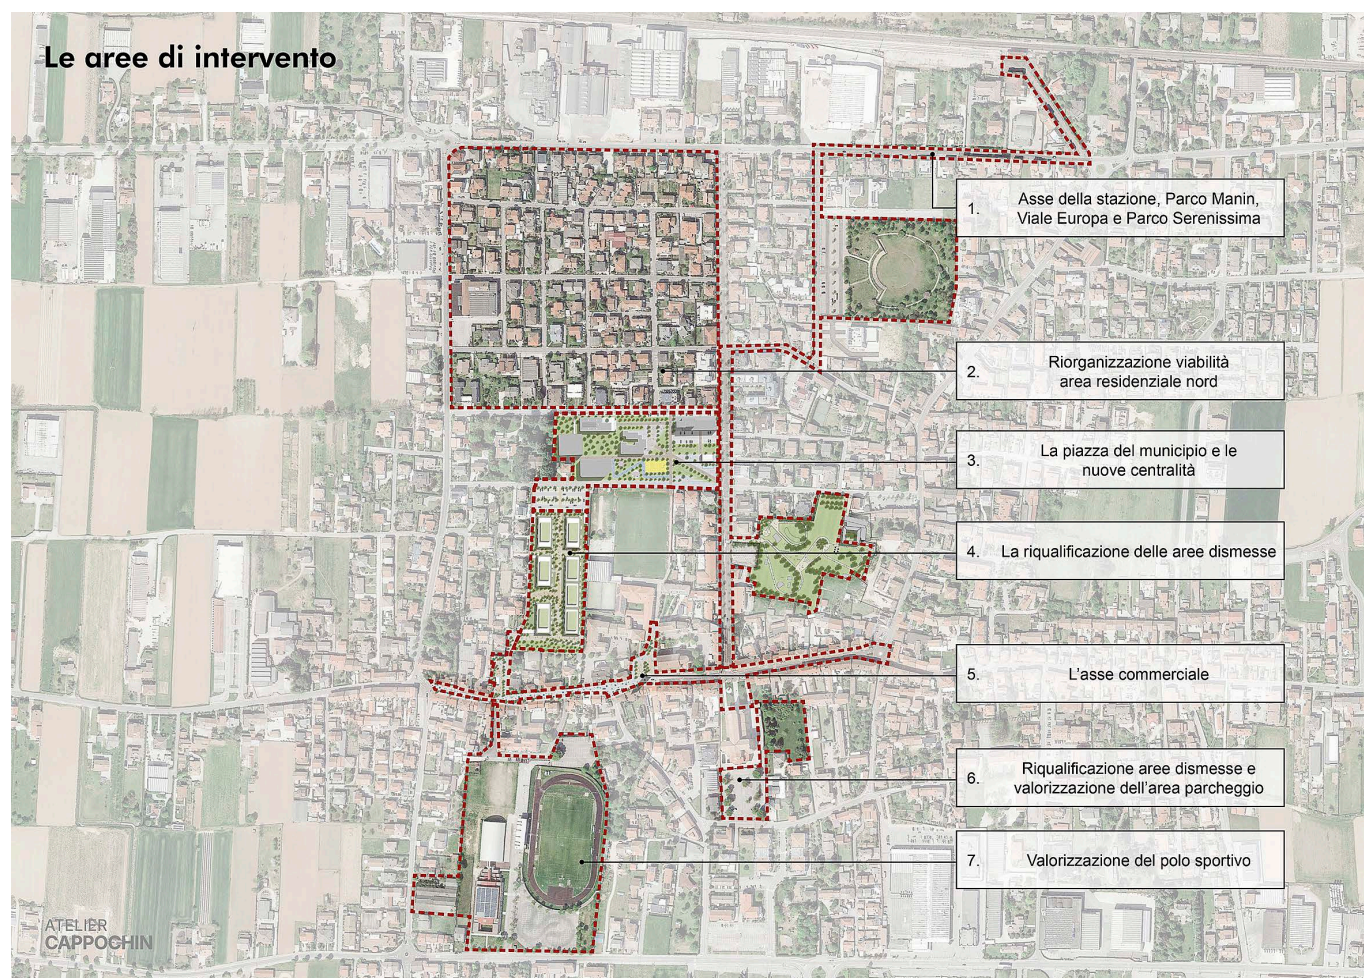 Le aree di intervento
1. Asse della stazione, Parco Manin,
Viale Europa e Parco Serenissima
2. Riorganizzazione viabilità
area residenziale nord
3. La piazza del municipio e le
nuove centralità
4. La riqualificazione delle aree dismesse
5. L'asse commerciale
6. Riqualificazione aree dismesse e
valorizzazione dell'area parcheggio
7. Valorizzazione del polo sportivo
ATELIER
CAPPOCHIN